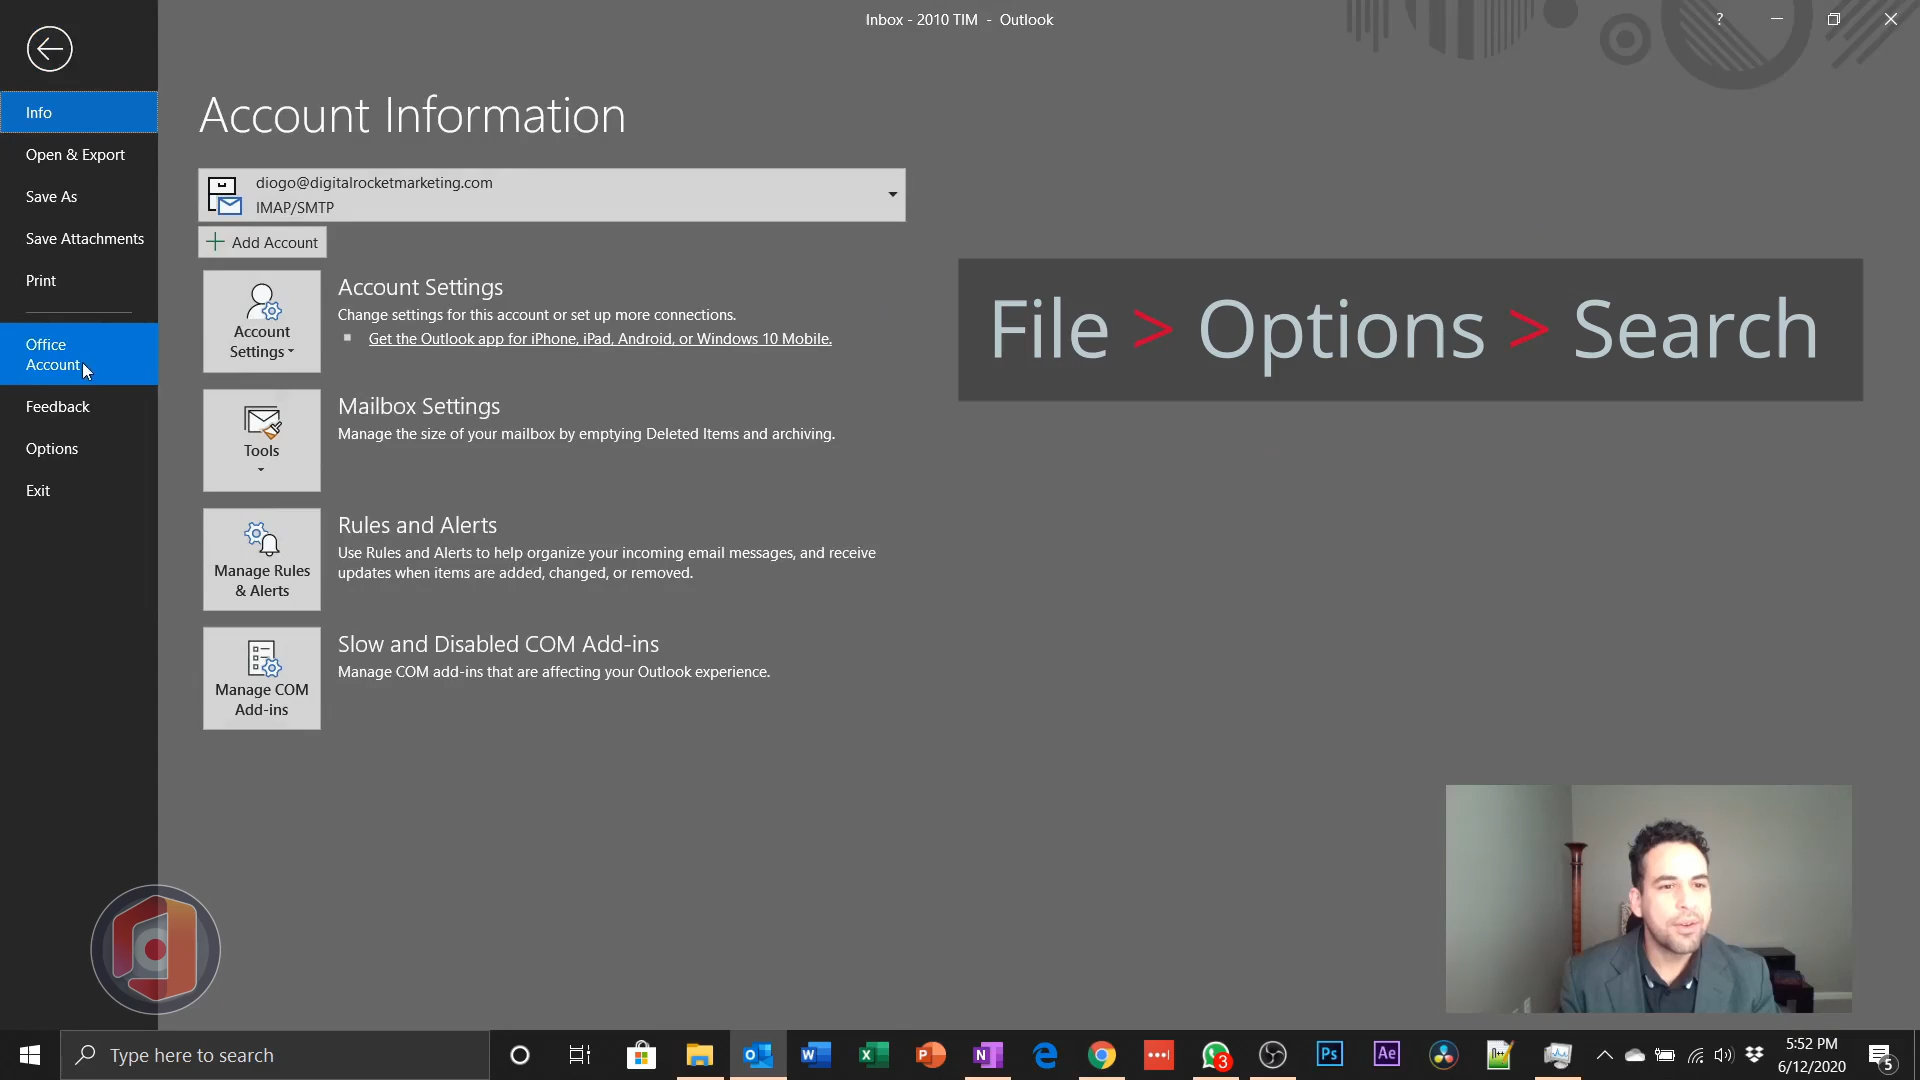 Inbox - 2010 TIM - Outlook
?
Info
Open & Export
Save As
Save Attachments
Print
Office
Account
Feedback
Options
Exit
Account Information
diogo@digitalrocketmarketing.com
IMAP/SMTP
Add Account
Account
Settings
Account Settings
Change settings for this account or set up more connections.
Get the Outlook app for iPhone, iPad, Android, or Windows 10 Mobile.
Tools
Mailbox Settings
Manage the size of your mailbox by emptying Deleted Items and archiving.
Manage Rules
& Alerts
Rules and Alerts
Use Rules and Alerts to help organize your incoming email messages, and receive
updates when items are added, changed, or removed.
Manage COM
Add-ins
Slow and Disabled COM Add-ins
Manage COM add-ins that are affecting your Outlook experience.
File > Options > Search
Type here to search
3
Ps
Ae
5:52 PM
6/12/2020
5